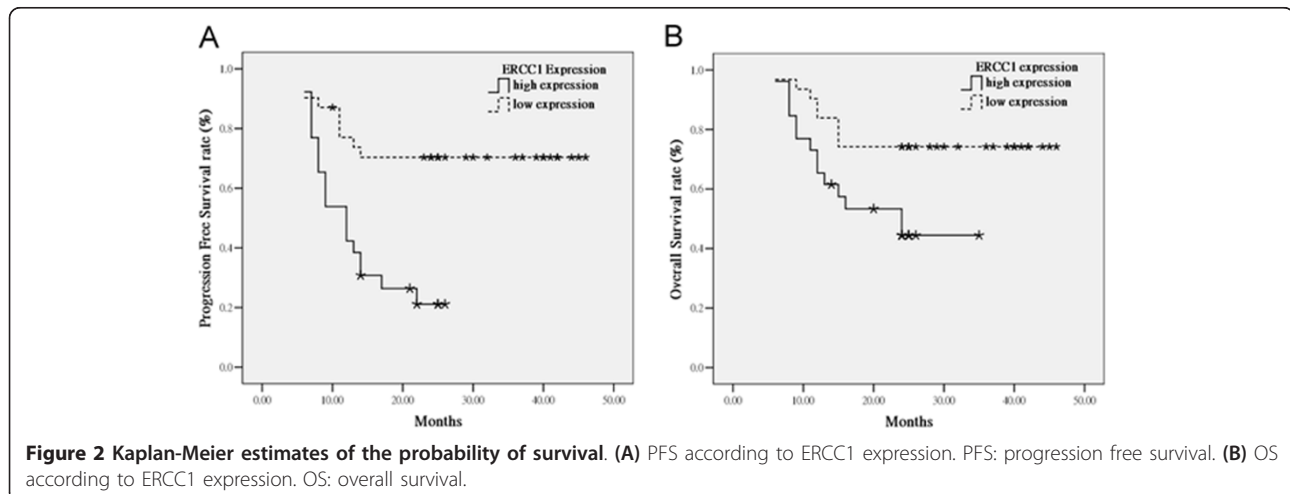 A
ERCC1 Expression
high expression
low expression
Progression Free Survival rate (%)
1.0
0.8
0.6
0.4
0.2
0.0
0.00 10.00 20.00 30.00 40.00 50.00
Months
B
ERCC1 expression
high expression
low expression
Overall Survival rate (%)
1.0
0.8
0.6
0.4
0.2
0.0
0.00 10.00 20.00 30.00 40.00 50.00
Months
Figure 2 Kaplan-Meier estimates of the probability of survival. (A) PFS according to ERCC1 expression. PFS: progression free survival. (B) OS
according to ERCC1 expression. OS: overall survival.